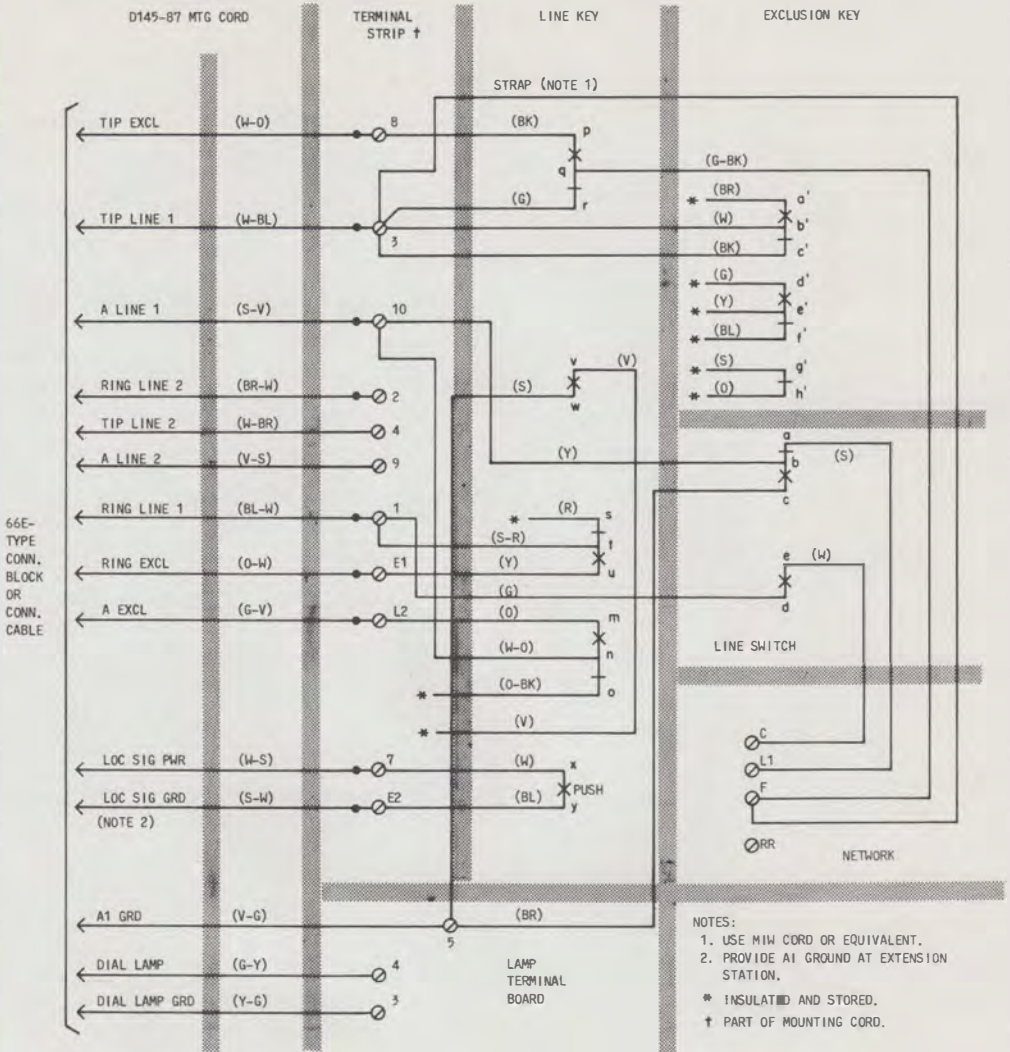 D145-87 MTG CORD
TERMINAL
STRIP †
LINE KEY
EXCLUSION KEY
STRAP (NOTE 1)
TIP EXCL (W-O) 8 (BK) p
q (G-BK)
(G) r
(BR) a'
TIP LINE 1 (W-BL) 3
(W) b'
(BK) c'
* (G) d'
* (Y) e'
* (BL) f'
* (S) g'
* (O) h'
A LINE 1 (S-V) 10
v (V)
(S) w
RING LINE 2 (BR-W) 2
TIP LINE 2 (W-BR) 4
A LINE 2 (V-S) 9
(Y) a
b (S)
c
RING LINE 1 (BL-W) 1
* (R) s
(S-R) t
RING EXCL (O-W) E1 (Y) u
(G)
e (W)
d
A EXCL (G-V) L2 (O) m
(W-O) n
* (O-BK) o
* (V)
LINE SWITCH
66E-
TYPE
CONN.
BLOCK
OR
CONN.
CABLE
C
L1
F
RR
NETWORK
LOC SIG PWR (W-S) 7 (W) x
PUSH
LOC SIG GRD (S-W) E2 (BL) y
(NOTE 2)
A1 GRD (V-G) 5 (BR)
DIAL LAMP (G-Y) 4
DIAL LAMP GRD (Y-G) 3
LAMP
TERMINAL
BOARD
NOTES:
1. USE MIW CORD OR EQUIVALENT.
2. PROVIDE A1 GROUND AT EXTENSION
STATION.
* INSULATED AND STORED.
† PART OF MOUNTING CORD.